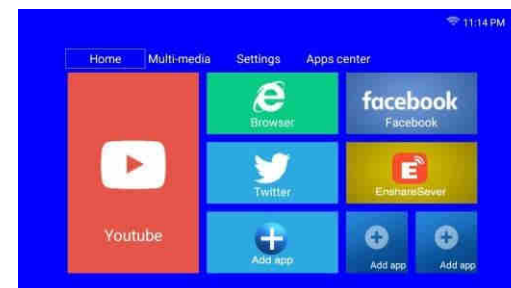 11:14 PM
Home Multi-media Settings Apps center
Browser
facebook
Facebook
Youtube
Twitter
E
EnshareSever
Add app
Add app
Add app